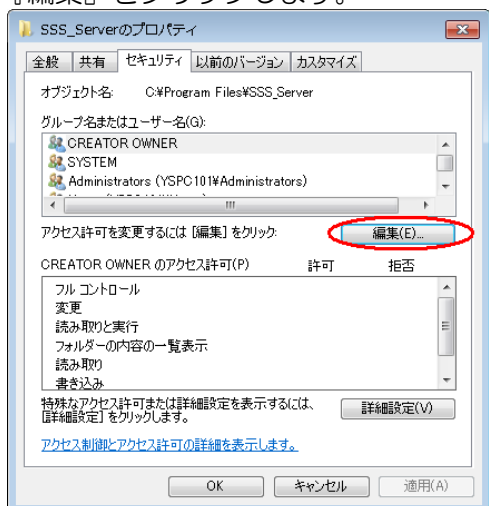 『編集』をクリックします。
SSS_Serverのプロパティ
全般 共有 セキュリティ 以前のバージョン カスタマイズ
オブジェクト名: C:¥Program Files¥SSS_Server
グループ名またはユーザー名(G):
CREATOR OWNER
SYSTEM
Administrators (YSPC101¥Administrators)
アクセス許可を変更するには [編集] をクリック: 編集(E)...
CREATOR OWNER のアクセス許可(P) 許可 拒否
フル コントロール
変更
読み取りと実行
フォルダーの内容の一覧表示
読み取り
書き込み
特殊なアクセス許可または詳細設定を表示するには、 詳細設定(V)
[詳細設定] をクリックします。
アクセス制御とアクセス許可の詳細を表示します。
OK キャンセル 適用(A)